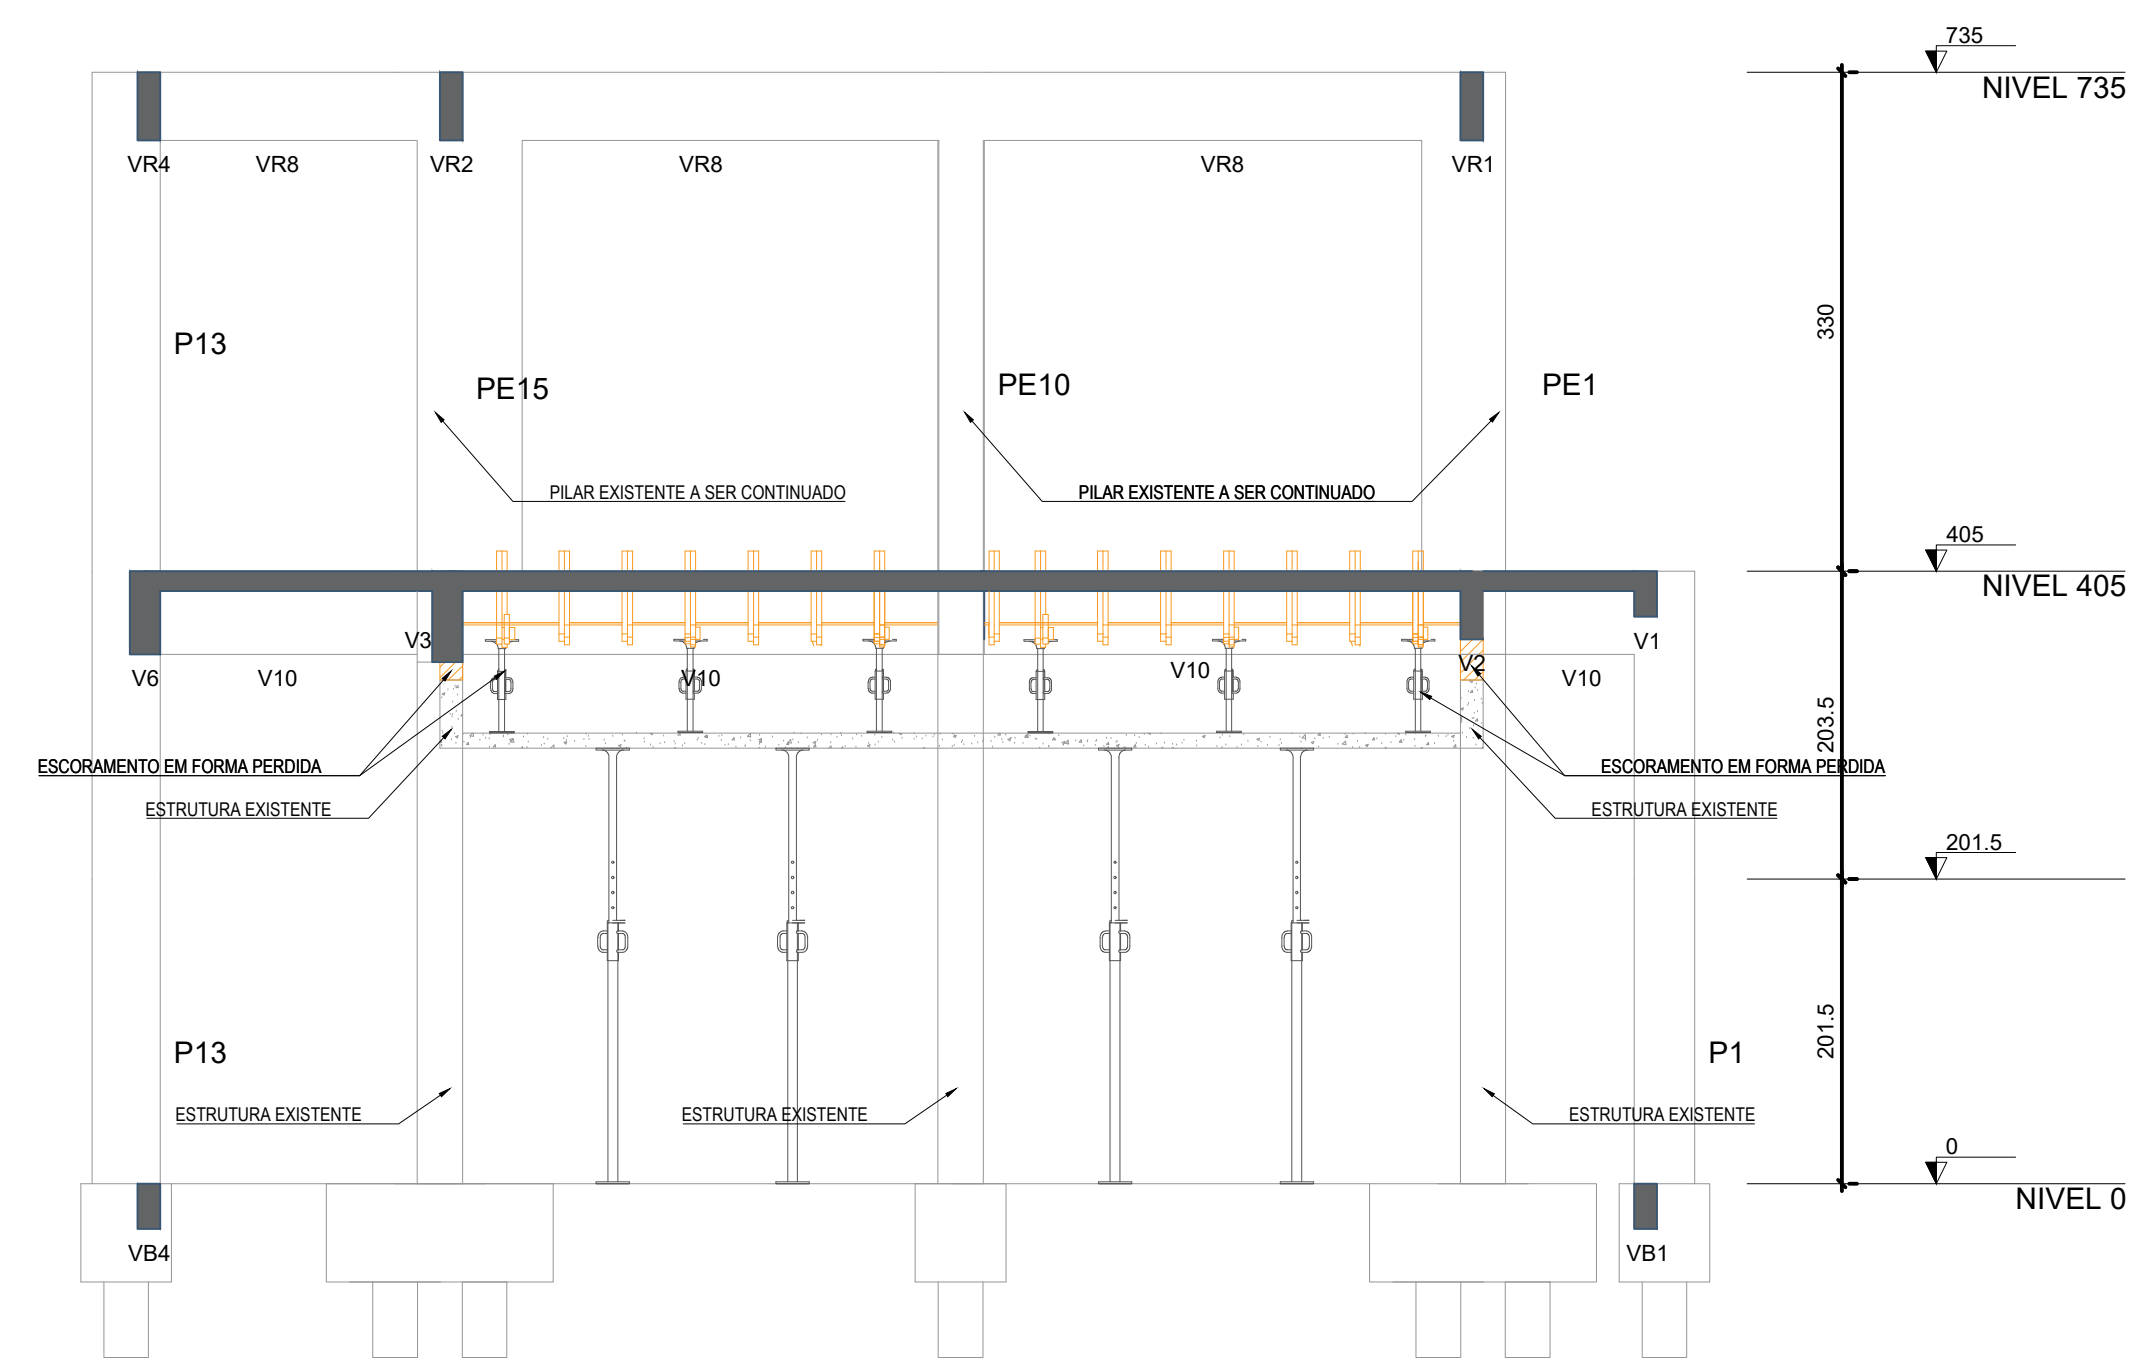 735
NIVEL 735
VR4
VR8
VR2
VR8
VR8
VR1
330
P13
PE15
PE10
PE1
PILAR EXISTENTE A SER CONTINUADO
PILAR EXISTENTE A SER CONTINUADO
405
NIVEL 405
V3
V1
V6
V10
V10
V10
V2
V10
203.5
ESCORAMENTO EM FORMA PERDIDA
ESCORAMENTO EM FORMA PERDIDA
ESTRUTURA EXISTENTE
ESTRUTURA EXISTENTE
201.5
201.5
P13
P1
ESTRUTURA EXISTENTE
ESTRUTURA EXISTENTE
ESTRUTURA EXISTENTE
0
NIVEL 0
VB4
VB1